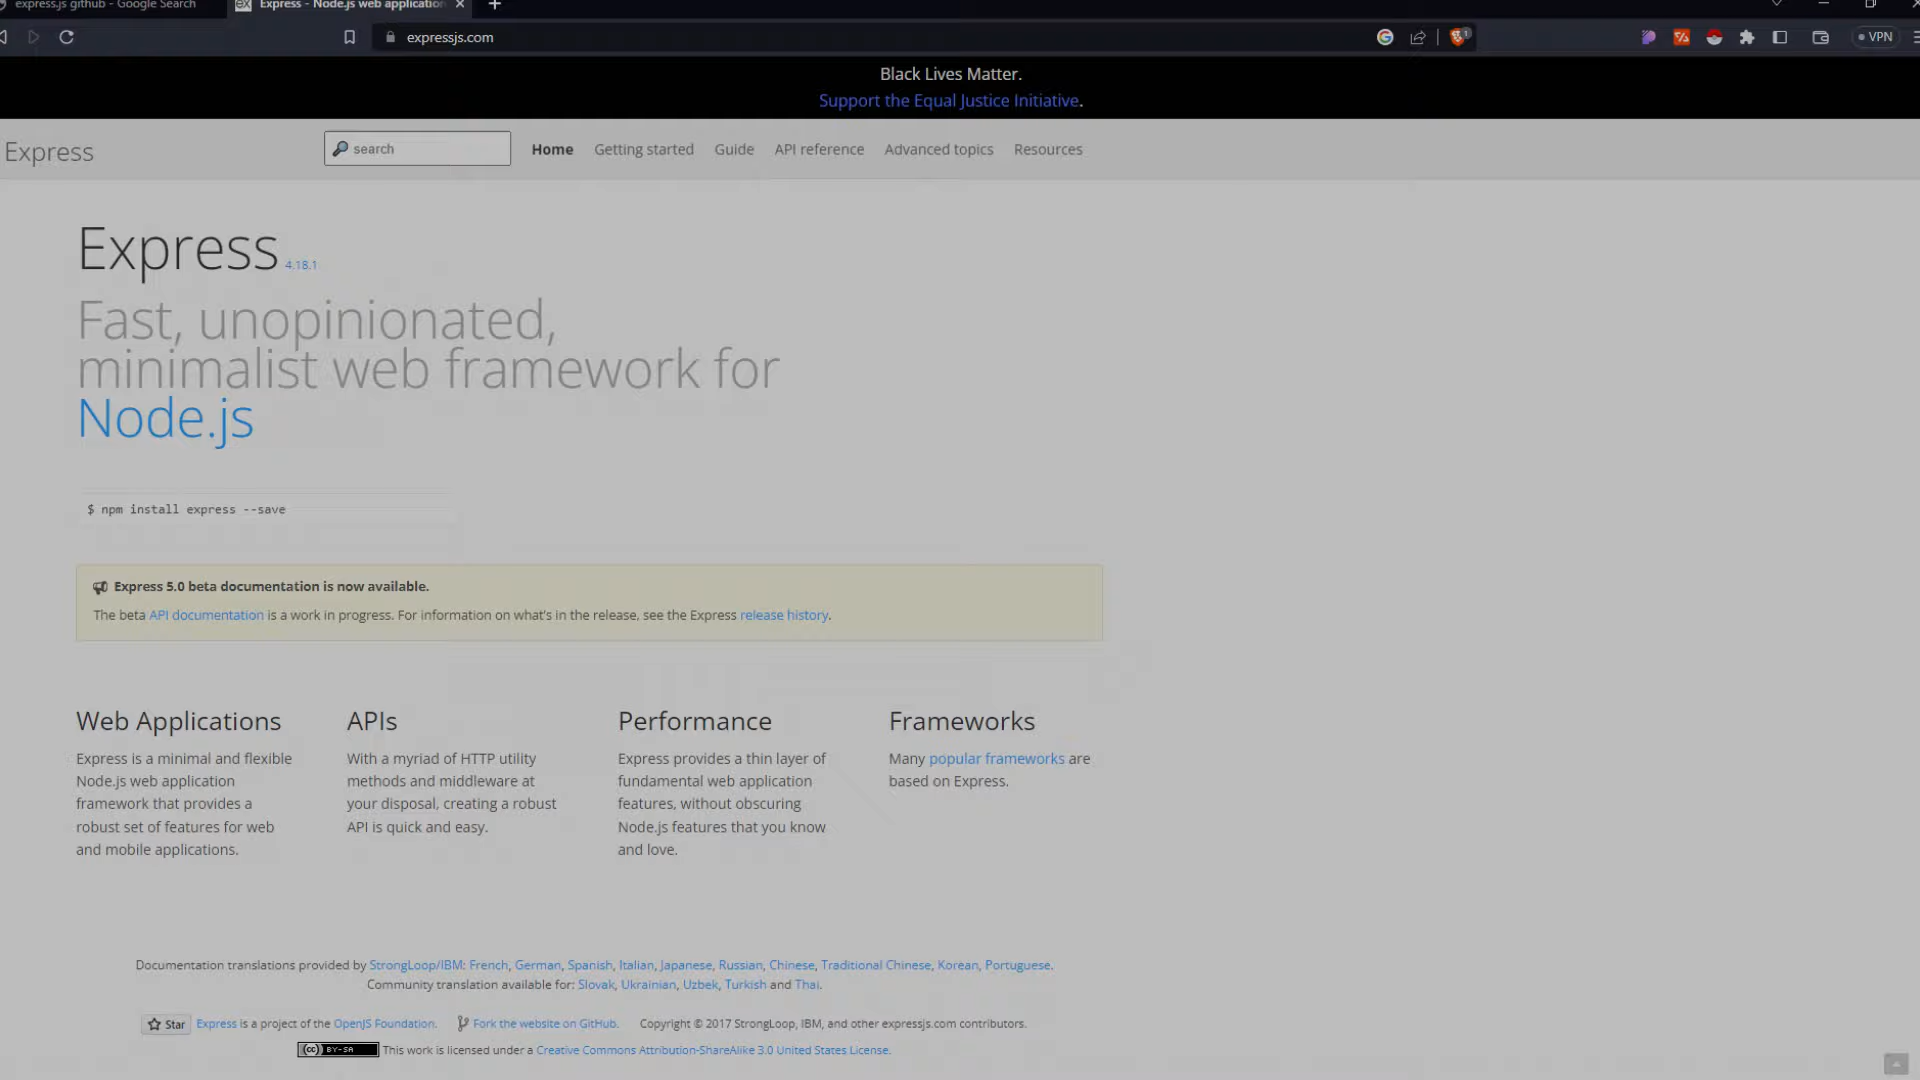 express.js github - Google Search
Express - Node.js web application
expressjs.com
1
VPN
Black Lives Matter.
Support the Equal Justice Initiative.
Express
search
Home
Getting started
Guide
API reference
Advanced topics
Resources
Express 4.18.1
Fast, unopinionated,
minimalist web framework for
Node.js
$ npm install express --save
Express 5.0 beta documentation is now available.
The beta API documentation is a work in progress. For information on what's in the release, see the Express release history.
Web Applications
Express is a minimal and flexible
Node.js web application
framework that provides a
robust set of features for web
and mobile applications.
APIs
With a myriad of HTTP utility
methods and middleware at
your disposal, creating a robust
API is quick and easy.
Performance
Express provides a thin layer of
fundamental web application
features, without obscuring
Node.js features that you know
and love.
Frameworks
Many popular frameworks are
based on Express.
Documentation translations provided by StrongLoop/IBM: French, German, Spanish, Italian, Japanese, Russian, Chinese, Traditional Chinese, Korean, Portuguese.
Community translation available for: Slovak, Ukrainian, Uzbek, Turkish and Thai.
Star
Express is a project of the OpenJS Foundation.
Fork the website on GitHub.
Copyright © 2017 StrongLoop, IBM, and other expressjs.com contributors.
(cc) BY-SA
This work is licensed under a Creative Commons Attribution-ShareAlike 3.0 United States License.